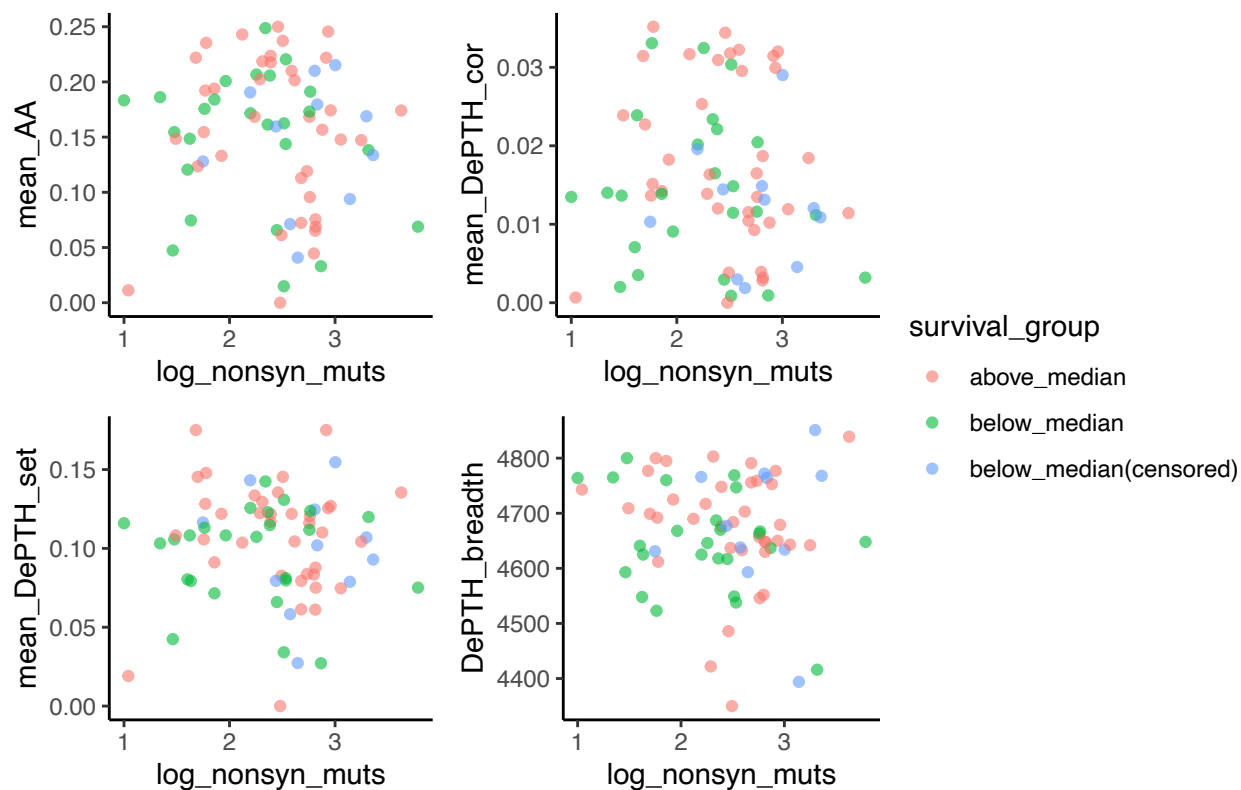 0.25
0.20
0.15
0.10
0.05
0.00
mean_AA
1 2 3
log_nonsyn_muts
0.03
0.02
0.01
0.00
mean_DePTH_cor
1 2 3
log_nonsyn_muts
0.15
0.10
0.05
0.00
mean_DePTH_set
1 2 3
log_nonsyn_muts
4800
4700
4600
4500
4400
DePTH_breadth
1 2 3
log_nonsyn_muts
survival_group
above_median
below_median
below_median(censored)